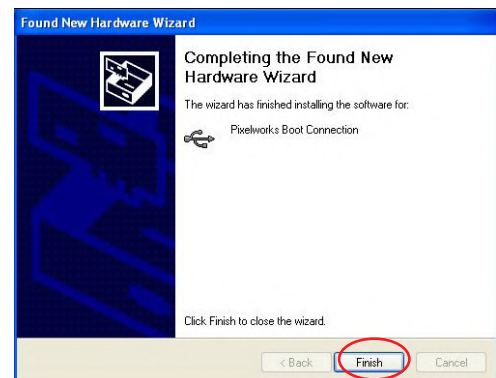 Found New Hardware Wizard
Completing the Found New
Hardware Wizard
The wizard has finished installing the software for:
Pixelworks Boot Connection
Click Finish to close the wizard.
< Back
Finish
Cancel